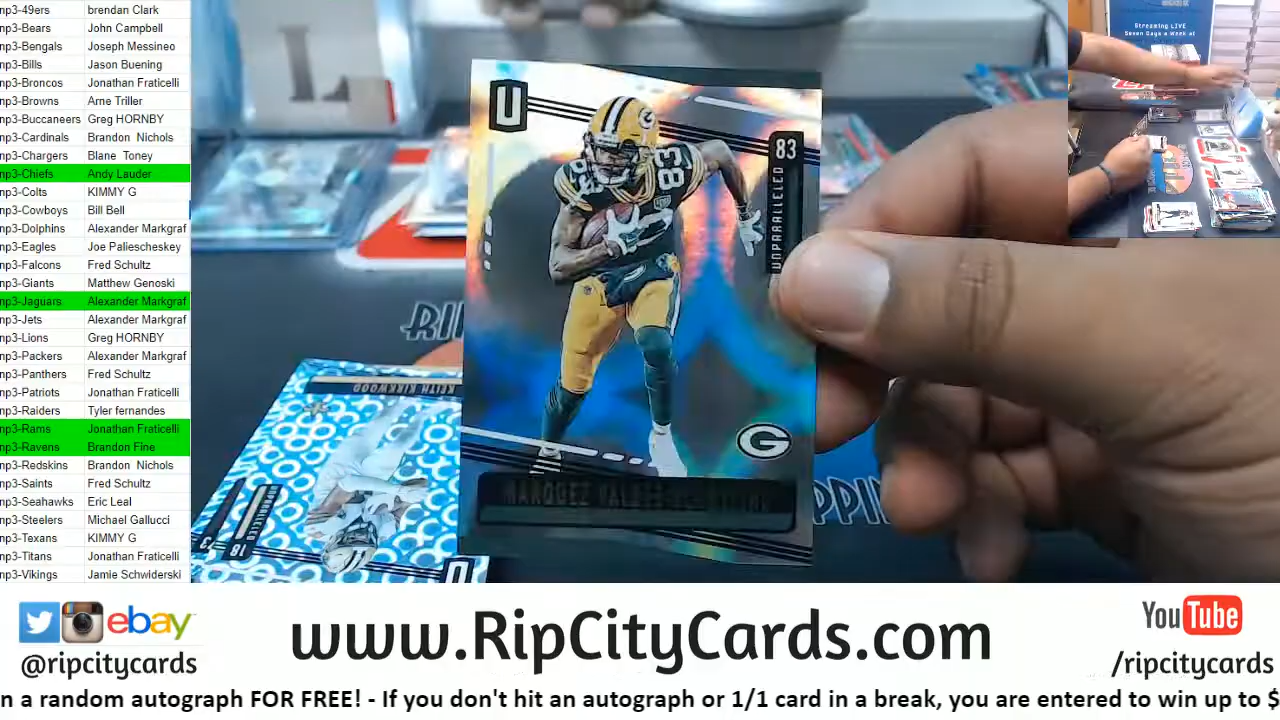 np3-49ers brendan Clark
np3-Bears John Campbell
np3-Bengals Joseph Messineo
np3-Bills Jason Buening
np3-Broncos Jonathan Fraticelli
np3-Browns Arne Triller
np3-Buccaneers Greg HORNBY
np3-Cardinals Brandon Nichols
np3-Chargers Blane Toney
np3-Chiefs Andy Lauder
np3-Colts KIMMY G
np3-Cowboys Bill Bell
np3-Dolphins Alexander Markgraf
np3-Eagles Joe Paliescheskey
np3-Falcons Fred Schultz
np3-Giants Matthew Genoski
np3-Jaguars Alexander Markgraf
np3-Jets Alexander Markgraf
np3-Lions Greg HORNBY
np3-Packers Alexander Markgraf
np3-Panthers Fred Schultz
np3-Patriots Jonathan Fraticelli
np3-Raiders Tyler fernandes
np3-Rams Jonathan Fraticelli
np3-Ravens Brandon Fine
np3-Redskins Brandon Nichols
np3-Saints Fred Schultz
np3-Seahawks Eric Leal
np3-Steelers Michael Gallucci
np3-Texans KIMMY G
np3-Titans Jonathan Fraticelli
np3-Vikings Jamie Schwiderski
L
U
83
UNPARALLELED
83
G
G
MARQUEZ
KEITH KIRKWOOD
UNPARALLELED
18
U
RI
PPIN
Streaming LIVE
Seven Days a Week at
ebay
@ripcitycards
www.RipCityCards.com
YouTube
/ripcitycards
n a random autograph FOR FREE! - If you don't hit an autograph or 1/1 card in a break, you are entered to win up to $